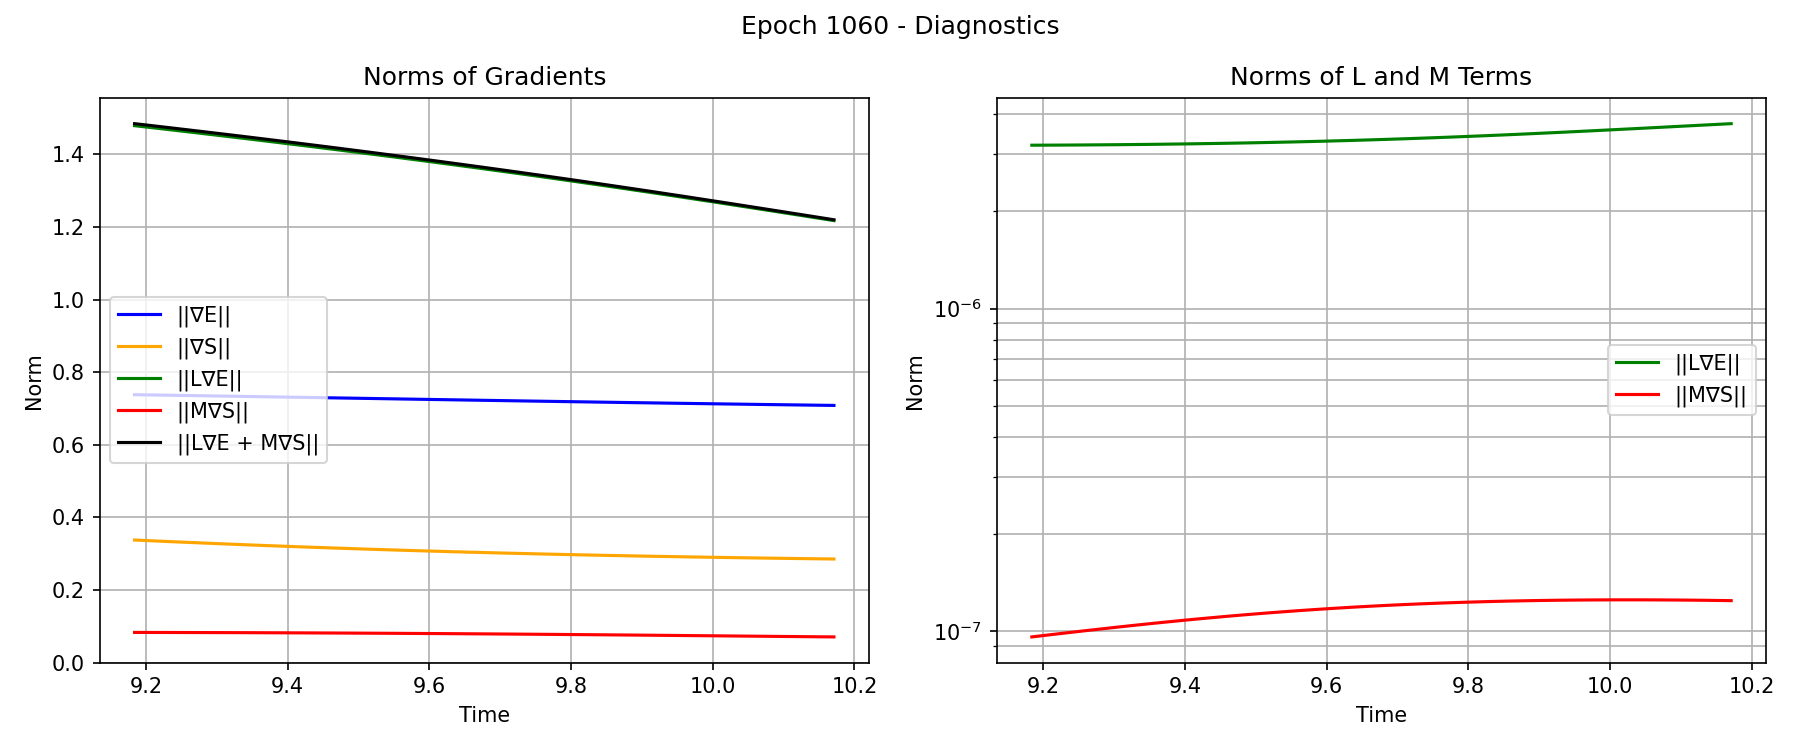 Epoch 1060 - Diagnostics
Norms of Gradients
Norm
1.4
1.2
1.0
0.8
0.6
0.4
0.2
0.0
||∇E||
||∇S||
||L∇E||
||M∇S||
||L∇E + M∇S||
9.2
9.4
9.6
9.8
10.0
10.2
Time
Norms of L and M Terms
Norm
10⁻⁶
10⁻⁷
||L∇E||
||M∇S||
9.2
9.4
9.6
9.8
10.0
10.2
Time